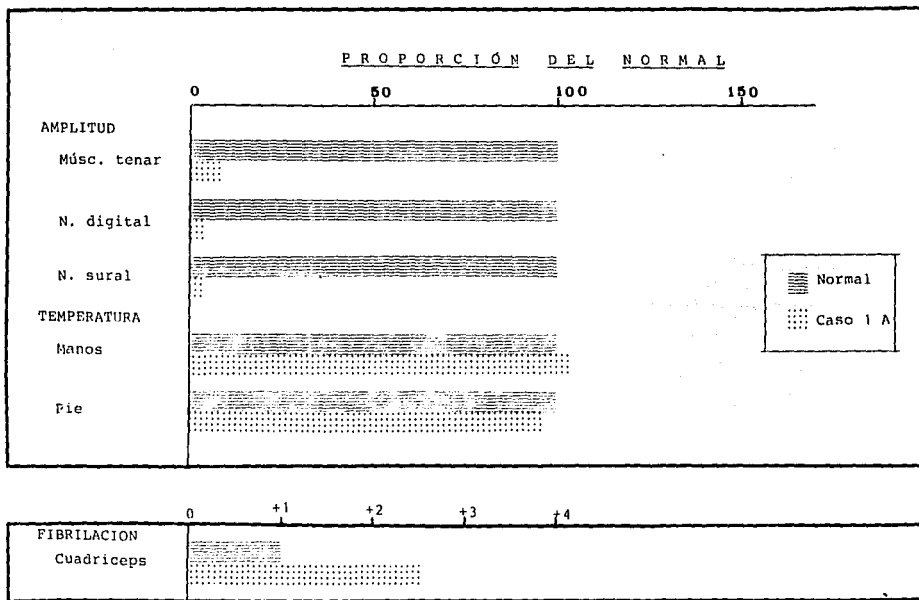 PROPORCIÓN DEL NORMAL
0 50 100 150
AMPLITUD
Músc. tenar
N. digital
N. sural
Normal
Caso 1 A
TEMPERATURA
Manos
Pie
0 +1 +2 +3 +4
FIBRILACION
Cuadriceps